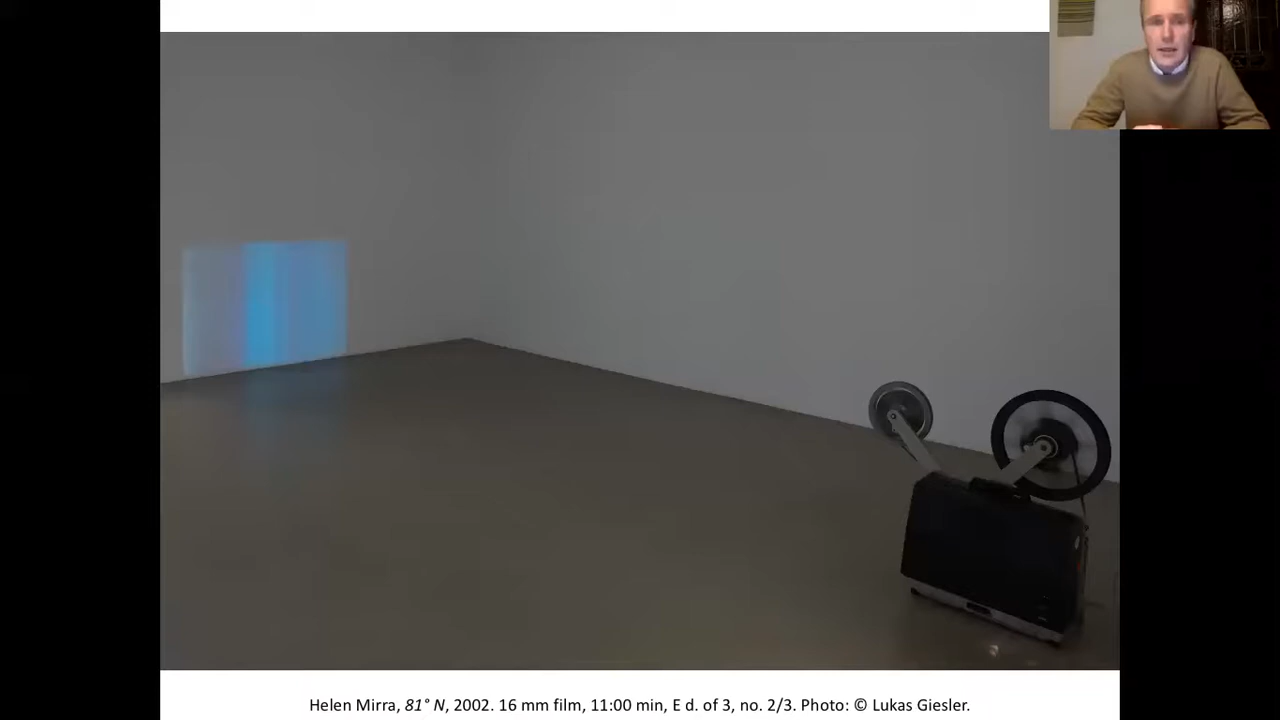 Helen Mirra, 81° N, 2002. 16 mm film, 11:00 min, E d. of 3, no. 2/3. Photo: © Lukas Giesler.